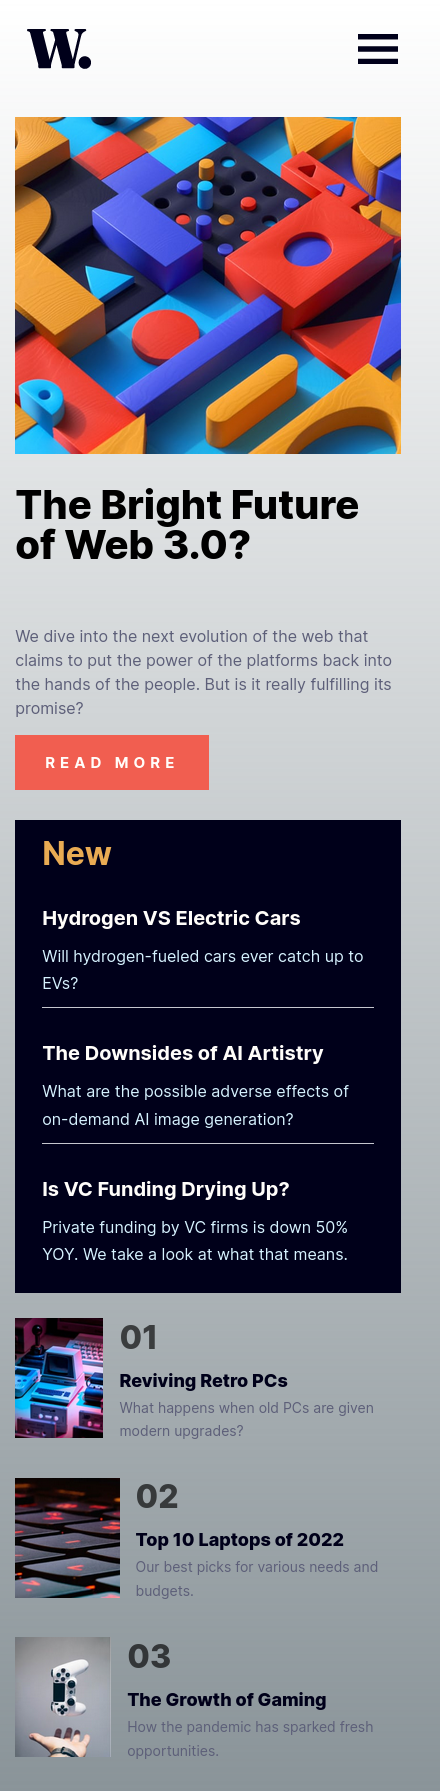 W.
The Bright Future
of Web 3.0?
We dive into the next evolution of the web that
claims to put the power of the platforms back into
the hands of the people. But is it really fulfilling its
promise?
READ MORE
New
Hydrogen VS Electric Cars
Will hydrogen-fueled cars ever catch up to
EVs?
The Downsides of AI Artistry
What are the possible adverse effects of
on-demand AI image generation?
Is VC Funding Drying Up?
Private funding by VC firms is down 50%
YOY. We take a look at what that means.
01
Reviving Retro PCs
What happens when old PCs are given
modern upgrades?
02
Top 10 Laptops of 2022
Our best picks for various needs and
budgets.
03
The Growth of Gaming
How the pandemic has sparked fresh
opportunities.